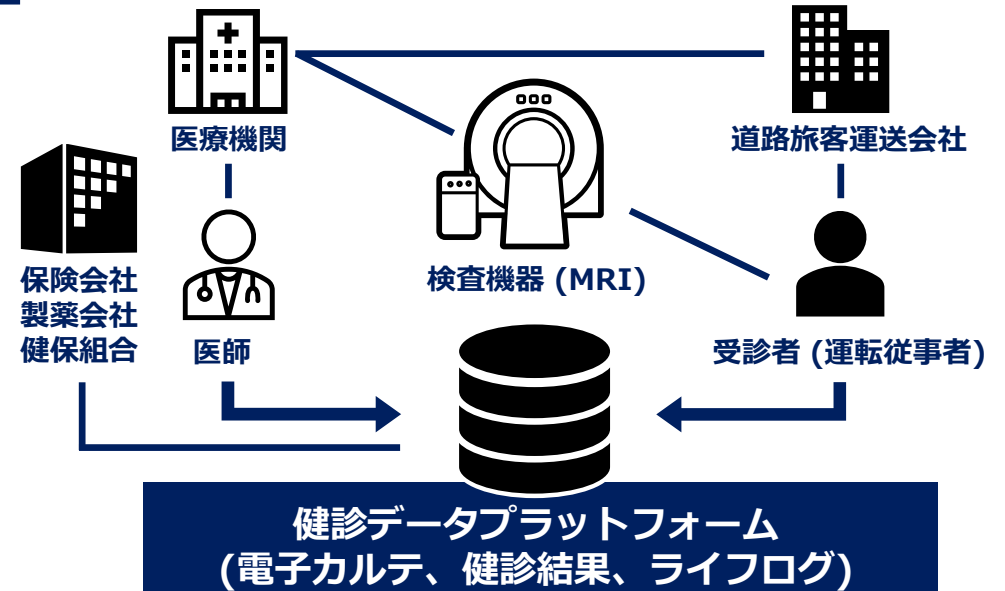 医療機関
道路旅客運送会社
保険会社
製薬会社
健保組合
医師
検査機器 (MRI)
受診者 (運転従事者)
健診データプラットフォーム
(電子カルテ、健診結果、ライフログ)